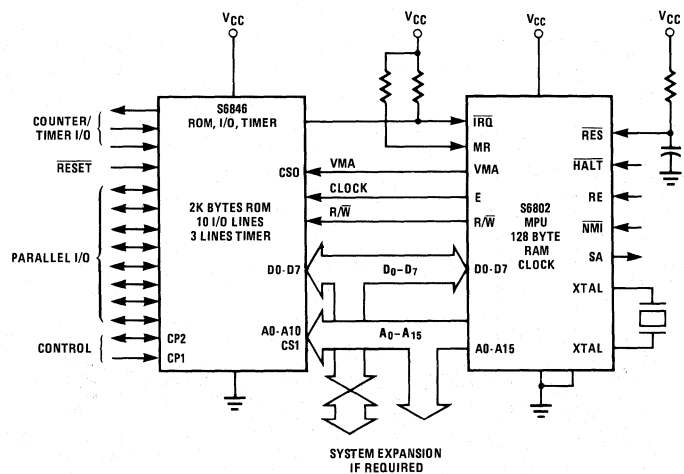 VCC
VCC
VCC
VCC
COUNTER/
TIMER I/O
RESET
PARALLEL I/O
CONTROL
S6846
ROM, I/O, TIMER
CS0
2K BYTES ROM
10 I/O LINES
3 LINES TIMER
D0-D7
A0-A10
CS1
CP2
CP1
VMA
CLOCK
R/W
D0-D7
A0-A15
IRQ
MR
VMA
E
R/W
D0-D7
A0-A15
S6802
MPU
128 BYTE
RAM
CLOCK
RES
HALT
RE
NMI
SA
XTAL
XTAL
SYSTEM EXPANSION
IF REQUIRED